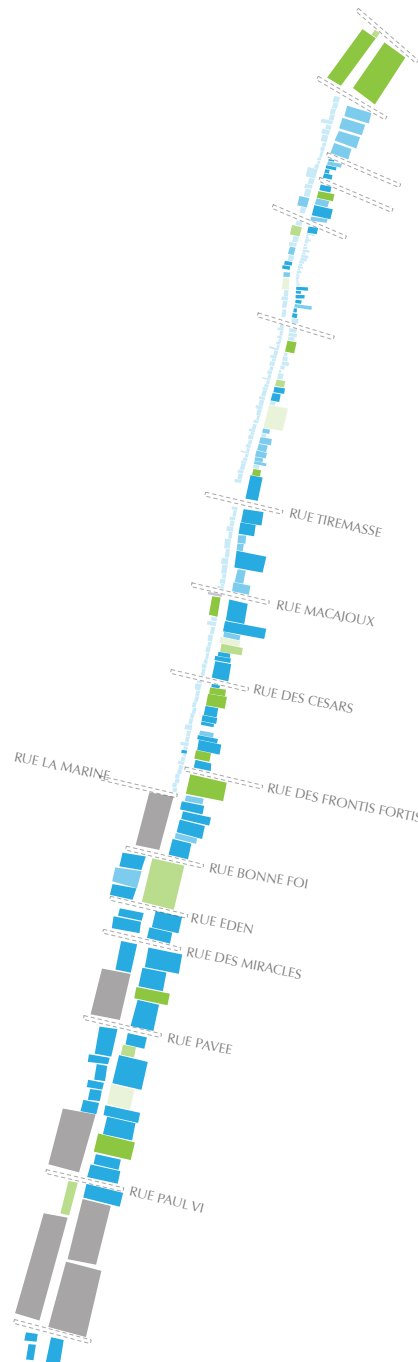 RUE TIREMASSE
RUE MACAJOUX
RUE DES CESARS
RUE LA MARINE
RUE DES FRONTIS FORTIS
RUE BONNE FOI
RUE EDEN
RUE DES MIRACLES
RUE PAVEE
RUE PAUL VI